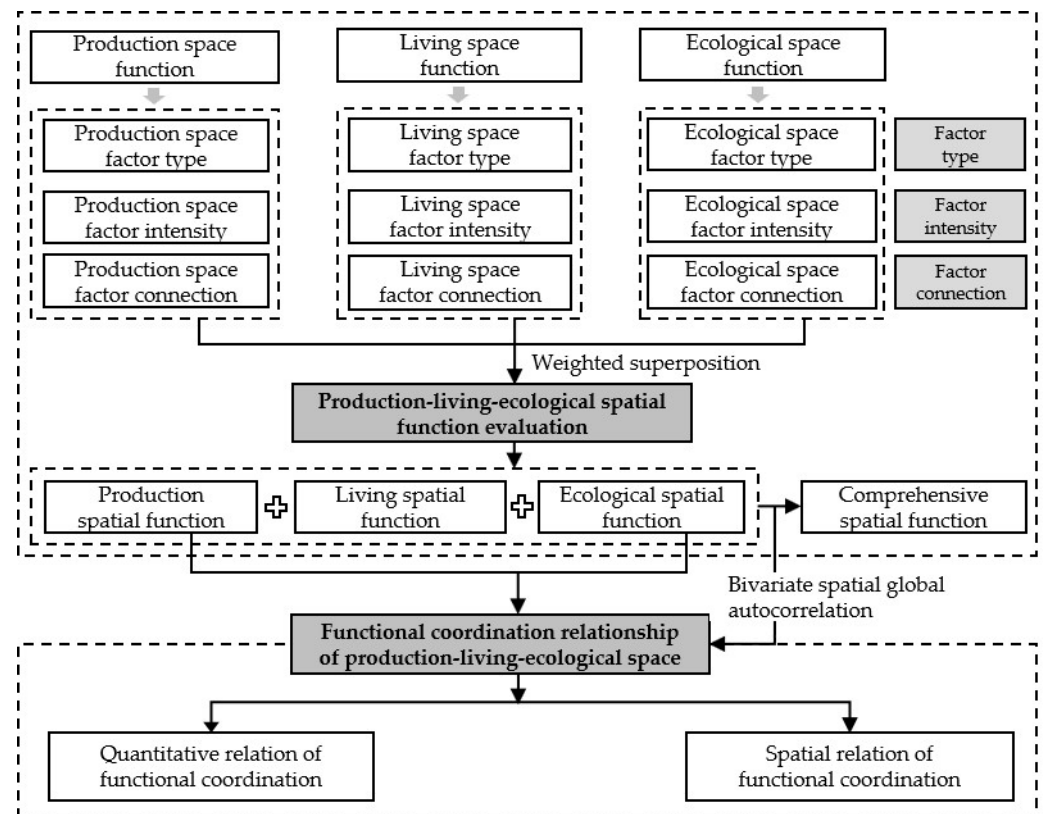 Production space
function
Living space
function
Ecological space
function
Production space
factor type
Living space
factor type
Ecological space
factor type
Factor
type
Production space
factor intensity
Living space
factor intensity
Ecological space
factor intensity
Factor
intensity
Production space
factor connection
Living space
factor connection
Ecological space
factor connection
Factor
connection
Weighted superposition
Production-living-ecological spatial
function evaluation
Production
spatial function
Living spatial
function
Ecological spatial
function
Comprehensive
spatial function
Bivariate spatial global
autocorrelation
Functional coordination relationship
of production-living-ecological space
Quantitative relation of
functional coordination
Spatial relation of
functional coordination